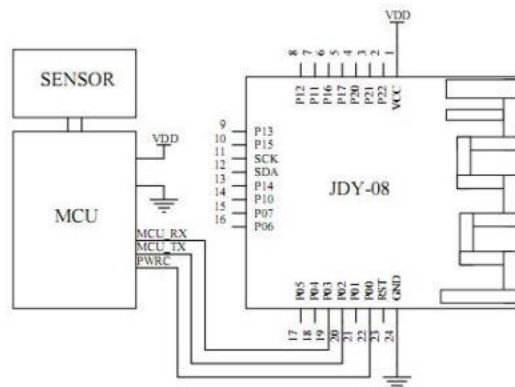 VDD
8 7 6 5 4 3 2 1
P12 P11 P16 P17 P20 P21 P22 VCC
SENSOR
VDD
MCU
MCU_RX
MCU_TX
PWRC
9 P13
10 P15
11 SCK
12 SDA
13 P14
14 P10
15 P07
16 P06
JDY-08
P05 P04 P03 P02 P01 P00 RST GND
17 18 19 20 21 22 23 24